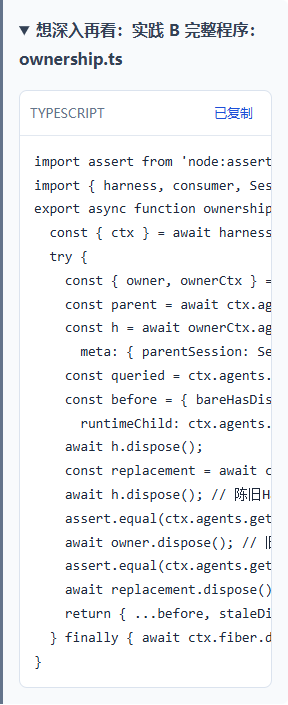 ▼ 想深入再看：实践 B 完整程序：
ownership.ts
TYPESCRIPT 已复制
import assert from 'node:assert
import { harness, consumer, Ses
export async function ownership
const { ctx } = await harness
try {
const { owner, ownerCtx } =
const parent = await ctx.ag
const h = await ownerCtx.ag
meta: { parentSession: Se
const queried = ctx.agents.
const before = { bareHasDis
runtimeChild: ctx.agents.
await h.dispose();
const replacement = await c
await h.dispose(); // 陈旧H
assert.equal(ctx.agents.get
await owner.dispose(); // 旧
assert.equal(ctx.agents.get
await replacement.dispose()
return { ...before, staleDi
} finally { await ctx.fiber.d
}